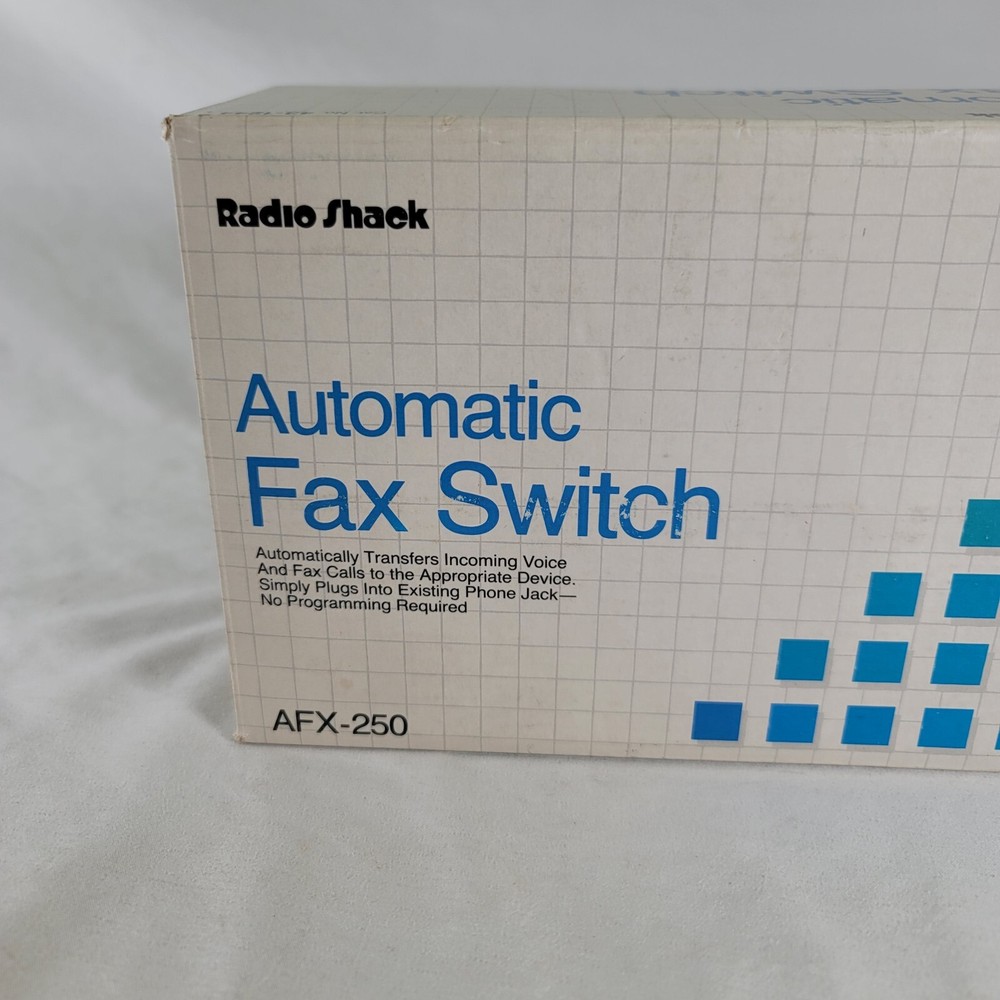 Radio Shack
Automatic
Fax Switch
Automatically Transfers Incoming Voice
And Fax Calls to the Appropriate Device.
Simply Plugs Into Existing Phone Jack—
No Programming Required
AFX-250